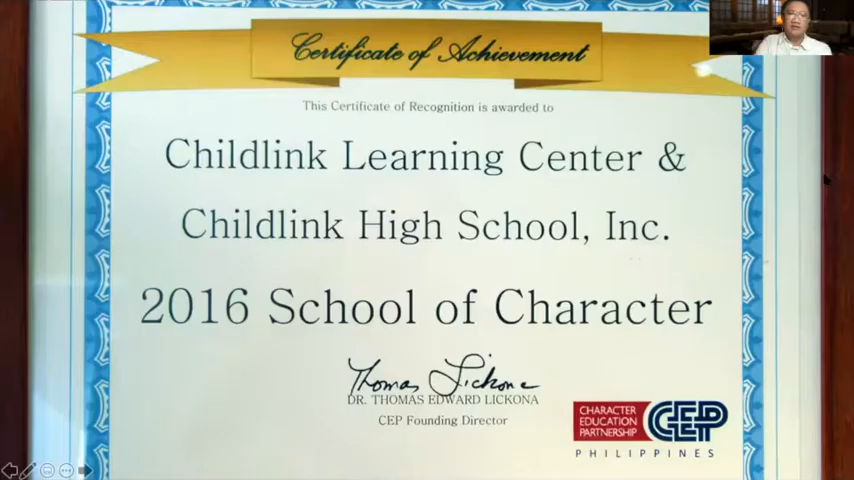 Certificate of Achievement
This Certificate of Recognition is awarded to
Childlink Learning Center &
Childlink High School, Inc.
2016 School of Character
Thomas Lickona
DR. THOMAS EDWARD LICKONA
CEP Founding Director
CHARACTER
EDUCATION
PARTNERSHIP
CEP
PHILIPPINES